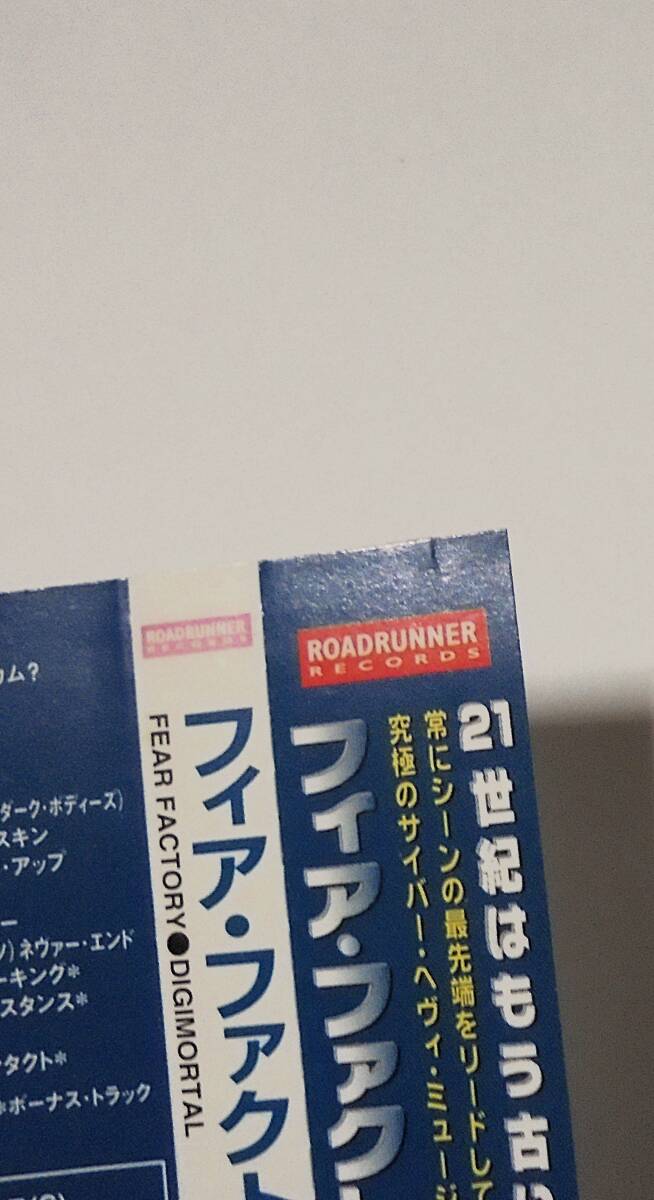 ROADRUNNER
RECORDS
21世紀はもう古い
常にシーンの最先端をリードして
究極のサイバー・ヘヴィ・ミュージ
フィア・ファクト
ROADRUNNER
RECORDS
フィア・ファクト
FEAR FACTORY●DIGIMORTAL
カム?
ダーク・ボディーズ)
スキン
・アップ
ー
ン)ネヴァー・エンド
ーキング*
スタンス*
タクト*
*ボーナス・トラック